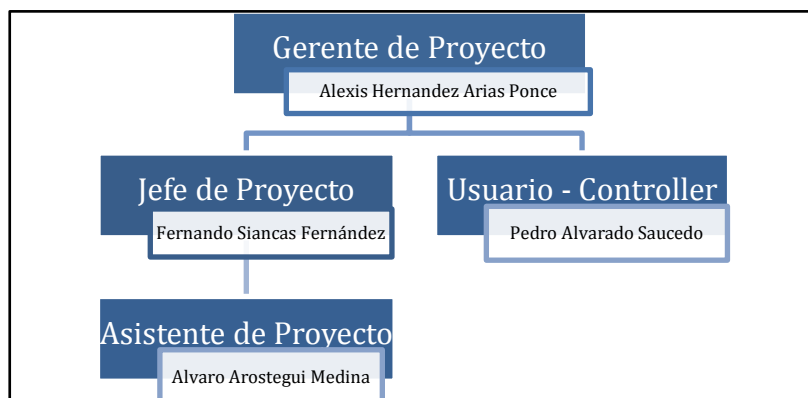 Gerente de Proyecto
Alexis Hernandez Arias Ponce
Jefe de Proyecto
Fernando Siancas Fernández
Usuario - Controller
Pedro Alvarado Saucedo
Asistente de Proyecto
Alvaro Arostegui Medina